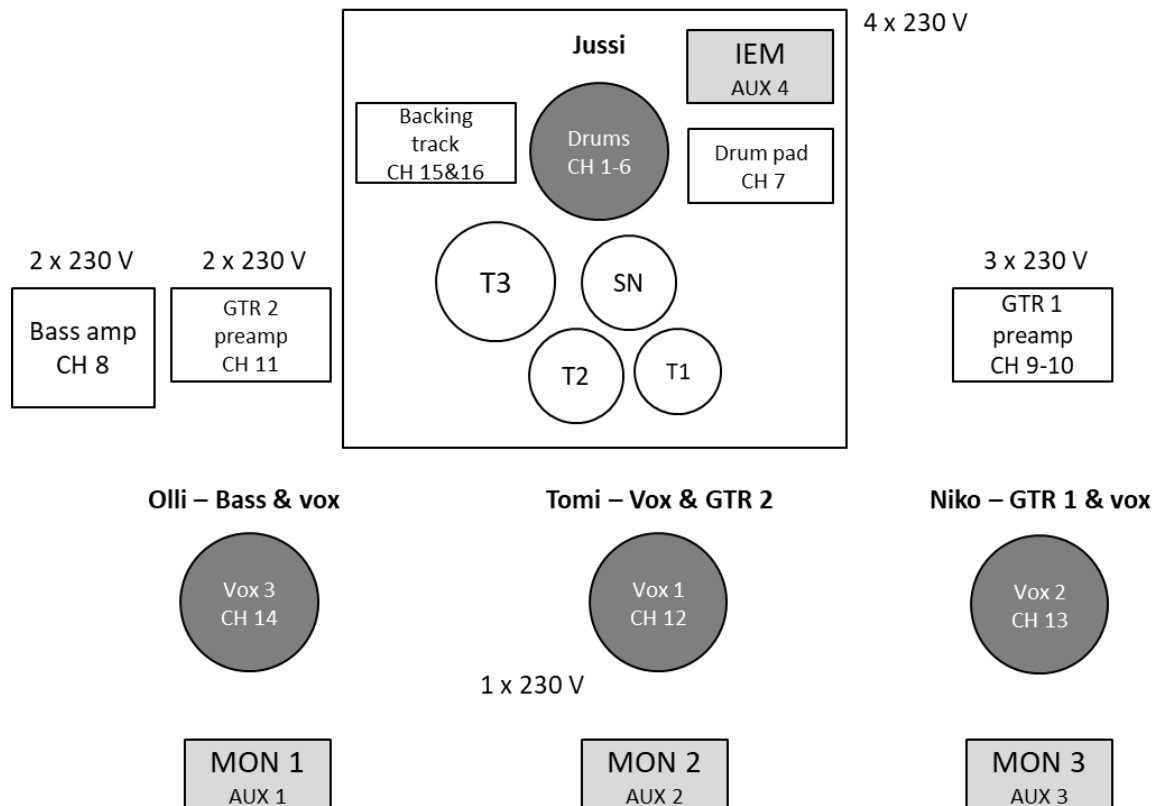 4 x 230 V
Jussi
IEM
AUX 4
Backing
track
CH 15&16
Drums
CH 1-6
Drum pad
CH 7
T3
SN
T2
T1
2 x 230 V
2 x 230 V
3 x 230 V
Bass amp
CH 8
GTR 2
preamp
CH 11
GTR 1
preamp
CH 9-10
Olli – Bass & vox
Tomi – Vox & GTR 2
Niko – GTR 1 & vox
Vox 3
CH 14
Vox 1
CH 12
Vox 2
CH 13
1 x 230 V
MON 1
AUX 1
MON 2
AUX 2
MON 3
AUX 3